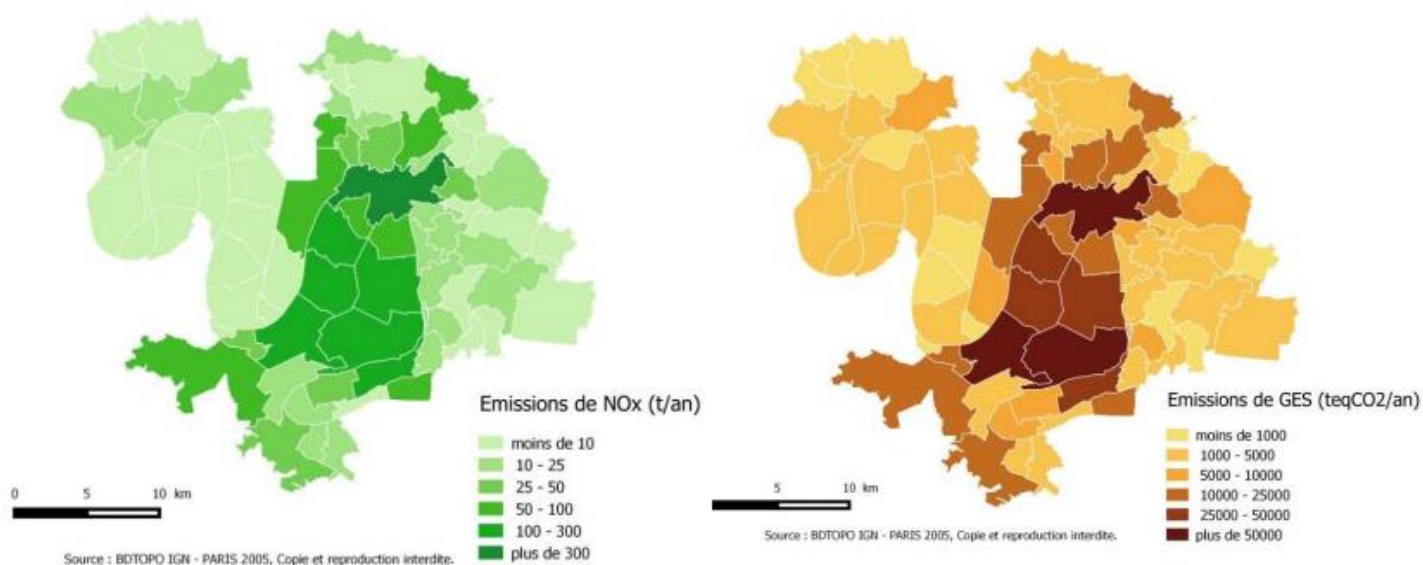 Emissions de NOx (t/an)
moins de 10
10 - 25
25 - 50
50 - 100
100 - 300
plus de 300
0 5 10 km
Source : BDTOPO IGN - PARIS 2005, Copie et reproduction interdite.
Emissions de GES (teqCO2/an)
moins de 1000
1000 - 5000
5000 - 10000
10000 - 25000
25000 - 50000
plus de 50000
5 10 km
Source : BDTOPO IGN - PARIS 2005, Copie et reproduction interdite.